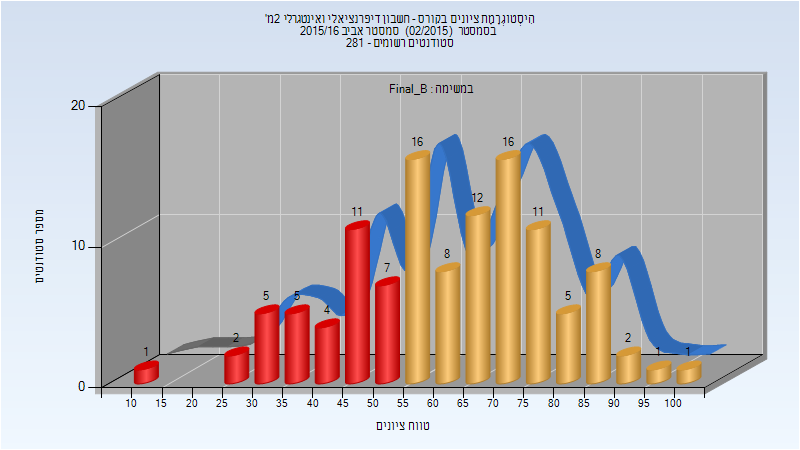 היסטוגרמת ציונים בקורס - חשבון דיפרנציאלי ואינטגרלי 2מ'
בסמסטר (02/2015) סמסטר אביב 2015/16
סטודנטים רשומים - 281
במשימה : Final_B
מספר סטודנטים
20
10
0
1
2
5
5
4
11
7
16
8
12
16
11
5
8
2
1
1
10 15 20 25 30 35 40 45 50 55 60 65 70 75 80 85 90 95 100
טווח ציונים